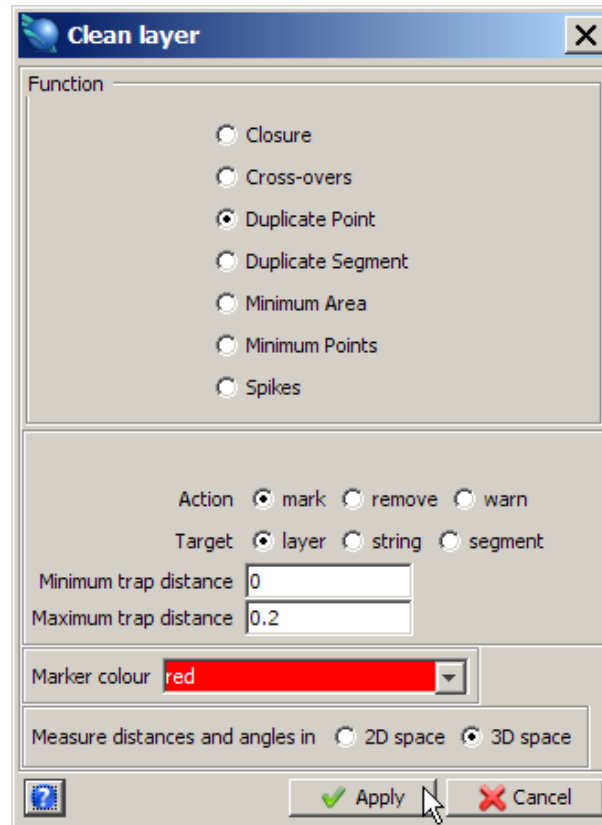 Clean layer
Function
Closure
Cross-overs
Duplicate Point
Duplicate Segment
Minimum Area
Minimum Points
Spikes
Action mark remove warn
Target layer string segment
Minimum trap distance 0
Maximum trap distance 0.2
Marker colour red
Measure distances and angles in 2D space 3D space
? Apply Cancel